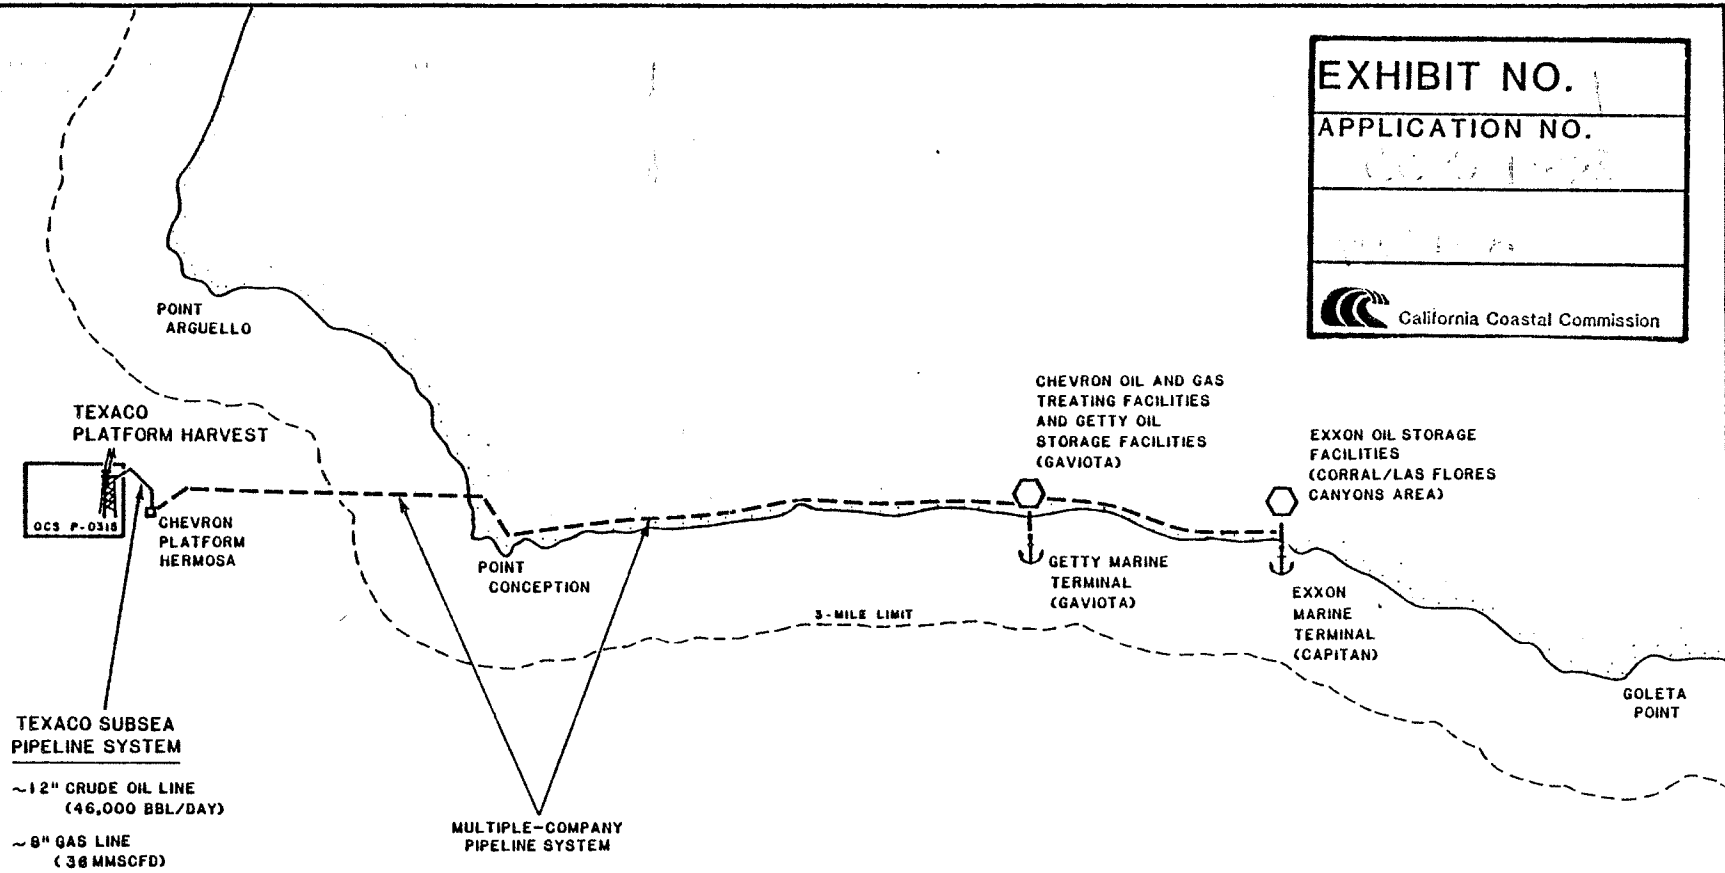 EXHIBIT NO.
APPLICATION NO.
California Coastal Commission
POINT
ARGUELLO
TEXACO
PLATFORM HARVEST
OCS P-0315
CHEVRON
PLATFORM
HERMOSA
POINT
CONCEPTION
CHEVRON OIL AND GAS
TREATING FACILITIES
AND GETTY OIL
STORAGE FACILITIES
(GAVIOTA)
EXXON OIL STORAGE
FACILITIES
(CORRAL/LAS FLORES
CANYONS AREA)
GETTY MARINE
TERMINAL
(GAVIOTA)
EXXON
MARINE
TERMINAL
(CAPITAN)
3-MILE LIMIT
GOLETA
POINT
TEXACO SUBSEA
PIPELINE SYSTEM
~12" CRUDE OIL LINE
(46,000 BBL/DAY)
~8" GAS LINE
MULTIPLE-COMPANY
PIPELINE SYSTEM